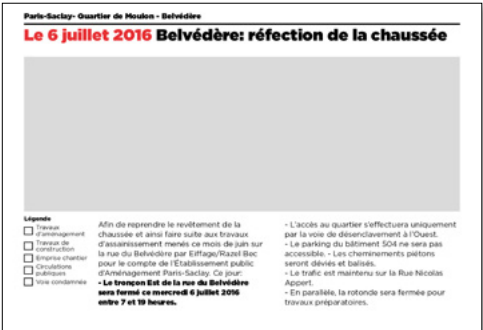 Paris-Saclay- Quartier de Moulon - Belvédère
Le 6 juillet 2016 Belvédère: réfection de la chaussée
Légende
Travaux
d'aménagement
Travaux de
construction
Emprise chantier
Circulations
publiques
Voie condamnée
Afin de reprendre le revêtement de la
chaussée et ainsi faire suite aux travaux
d'assainissement menés ce mois de juin sur
la rue du Belvédère par Eiffage/Razel Bec
pour le compte de l'Etablissement public
d'Aménagement Paris-Saclay. Ce jour:
- Le tronçon Est de la rue du Belvédère
sera fermé ce mercredi 6 juillet 2016
entre 7 et 19 heures.
- L'accès au quartier s'effectuera uniquement
par la voie de désenclavement à l'Ouest.
- Le parking du bâtiment 504 ne sera pas
accessible. - Les cheminements piétons
seront déviés et balisés.
- Le trafic est maintenu sur la Rue Nicolas
Appert.
- En parallèle, la rotonde sera fermée pour
travaux préparatoires.